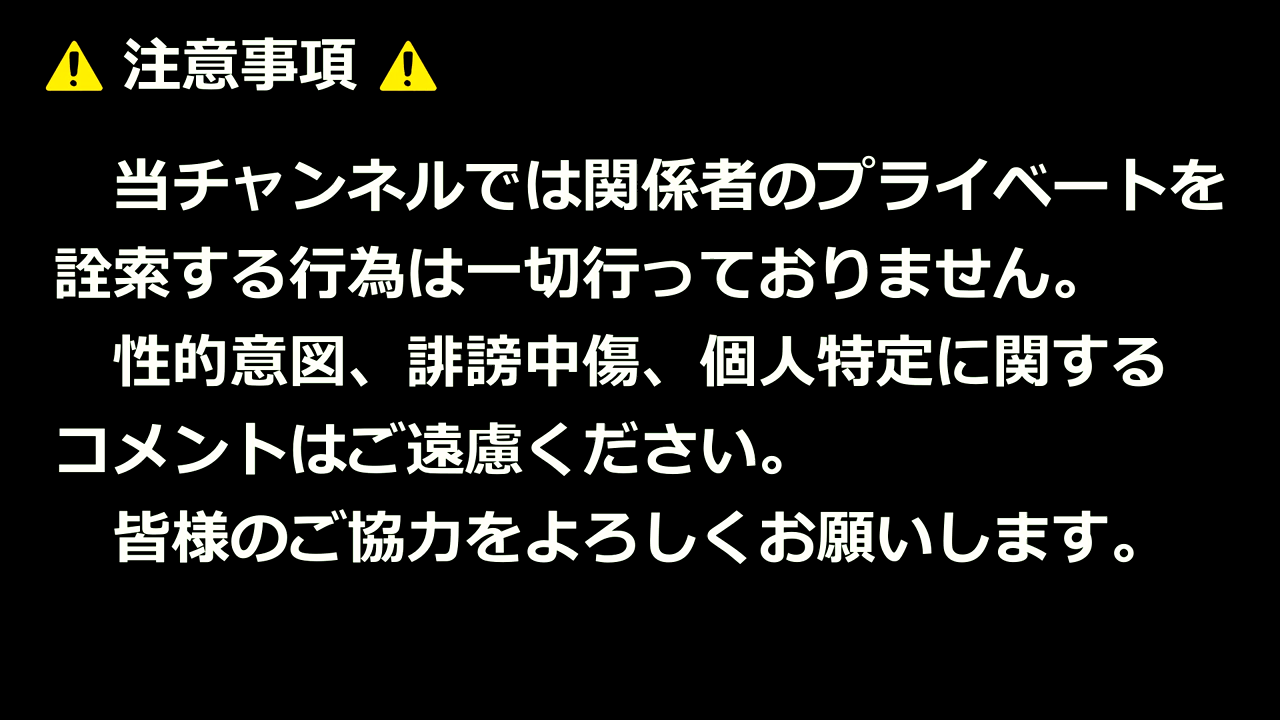 ⚠ 注意事項 ⚠
当チャンネルでは関係者のプライベートを
詮索する行為は一切行っておりません。
性的意図、誹謗中傷、個人特定に関する
コメントはご遠慮ください。
皆様のご協力をよろしくお願いします。